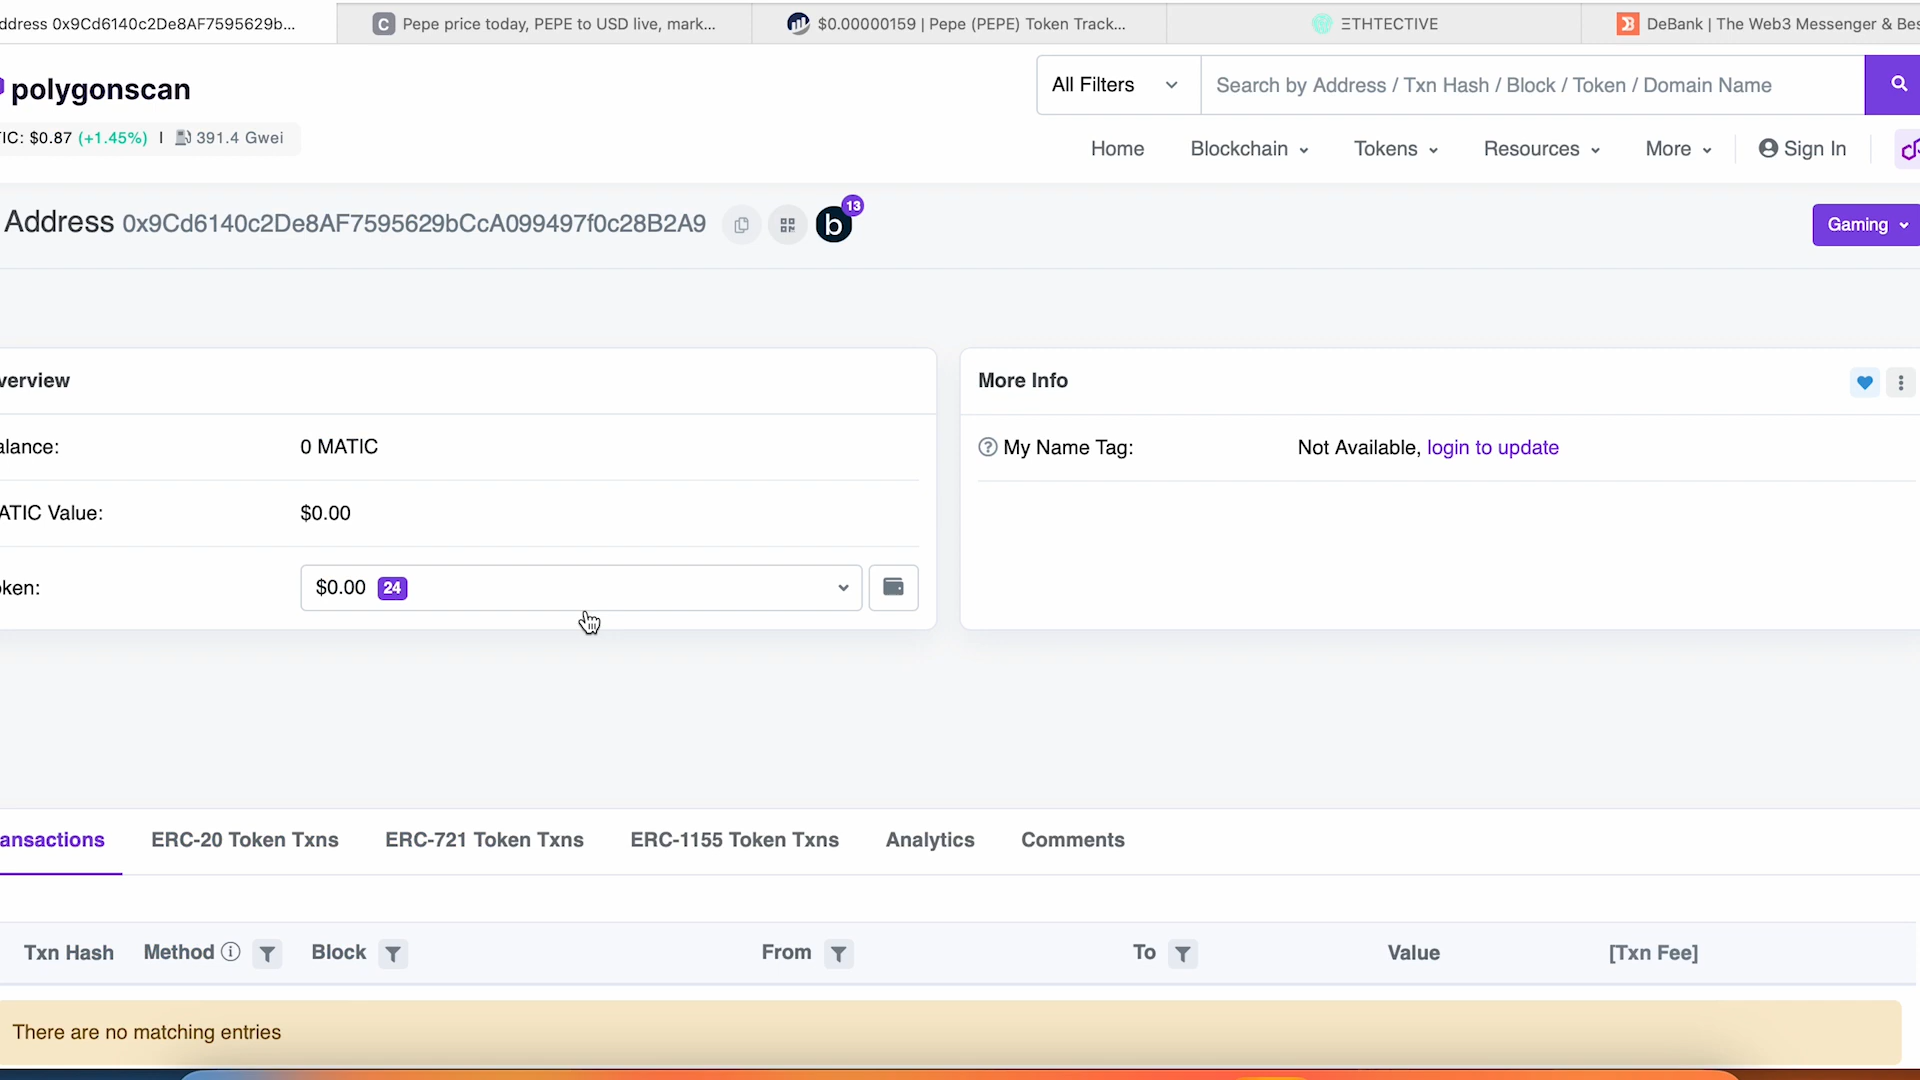 ddress 0x9Cd6140c2De8AF7595629b...
C Pepe price today, PEPE to USD live, mark...
$0.00000159 | Pepe (PEPE) Token Track...
ΞTHTECTIVE
DeBank | The Web3 Messenger & Bes
polygonscan
All Filters
Search by Address / Txn Hash / Block / Token / Domain Name
TIC: $0.87 (+1.45%) | 391.4 Gwei
Home
Blockchain
Tokens
Resources
More
Sign In
Address 0x9Cd6140c2De8AF7595629bCcA099497f0c28B2A9
b 13
Gaming
verview
More Info
alance:
0 MATIC
My Name Tag:
Not Available, login to update
ATIC Value:
$0.00
ken:
$0.00 24
ansactions
ERC-20 Token Txns
ERC-721 Token Txns
ERC-1155 Token Txns
Analytics
Comments
Txn Hash
Method
Block
From
To
Value
[Txn Fee]
There are no matching entries